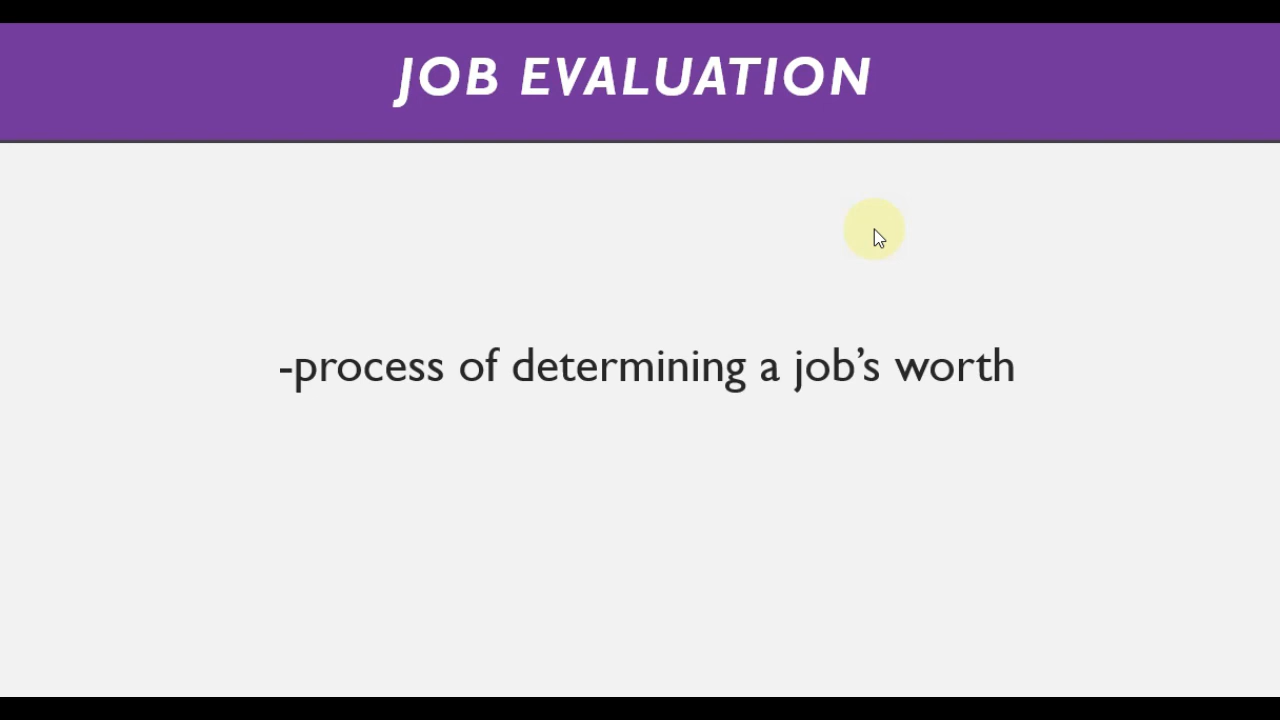 JOB EVALUATION
-process of determining a job’s worth